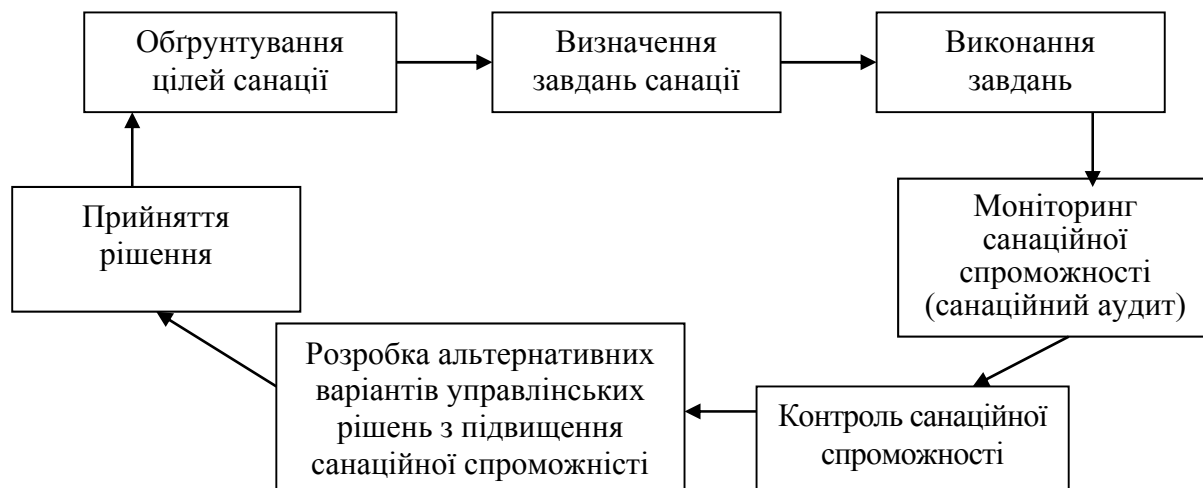 Обґрунтування
цілей санації
Визначення
завдань санації
Виконання
завдань
Прийняття
рішення
Моніторинг
санаційної
спроможності
(санаційний аудит)
Розробка альтернативних
варіантів управлінських
рішень з підвищення
санаційної спроможністі
Контроль санаційної
спроможності